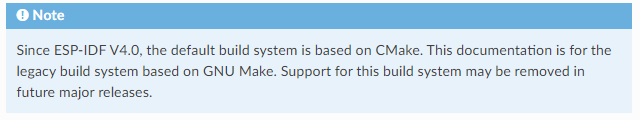 Note
Since ESP-IDF V4.0, the default build system is based on CMake. This documentation is for the
legacy build system based on GNU Make. Support for this build system may be removed in
future major releases.